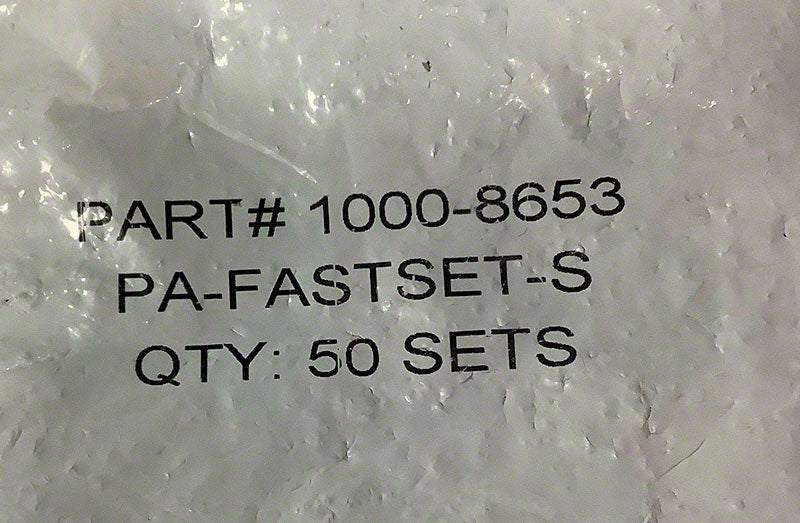 PART# 1000-8653
PA-FASTSET-S
QTY: 50 SETS